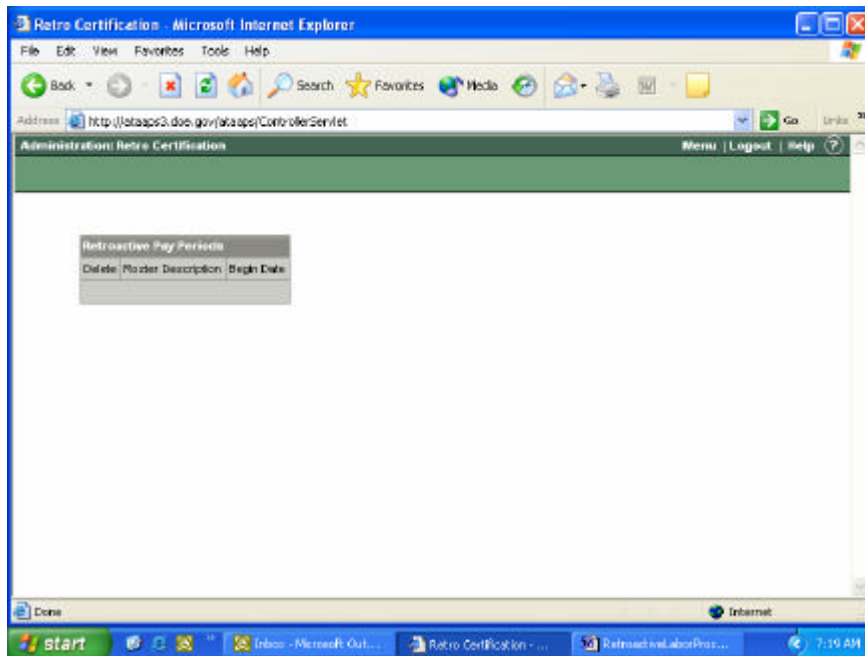 Retro Certification - Microsoft Internet Explorer
File Edit View Favorites Tools Help
Back Search Favorites Media
Address http://ataaps3.doe.gov/ataaps/ControllerServlet Go Links »
Administration: Retro Certification Menu | Logout | Help ?
Retroactive Pay Periods
Delete Roster Description Begin Date
Done Internet
start » Inbox - Microsoft Out... Retro Certification - ... RetroactiveLaborProc... 7:19 AM